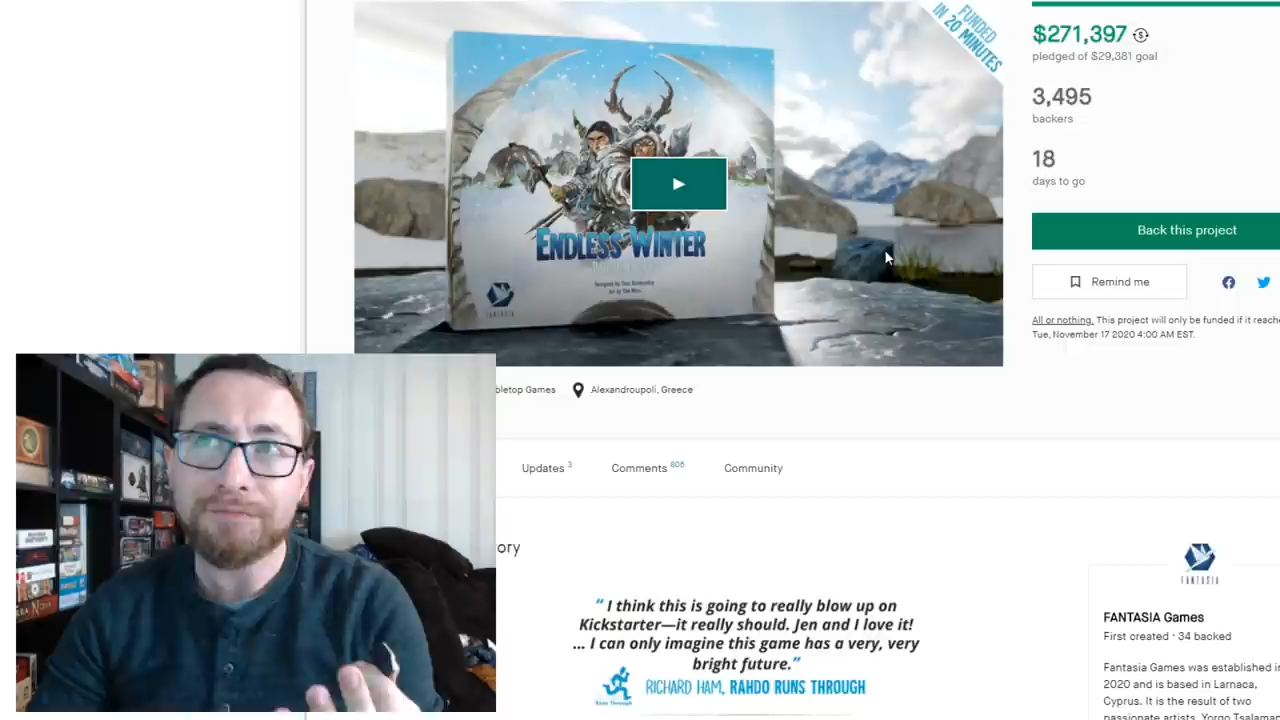 FUNDED
IN 20 MINUTES
ENDLESS WINTER
FANTASIA
$271,397
pledged of $29,381 goal
3,495
backers
18
days to go
Back this project
Remind me
All or nothing. This project will only be funded if it reache
Tue, November 17 2020 4:00 AM EST.
bletop Games
Alexandroupoli, Greece
Updates 3
Comments 806
Community
ory
“ I think this is going to really blow up on
Kickstarter—it really should. Jen and I love it!
... I can only imagine this game has a very, very
bright future.”
RICHARD HAM, RAHDO RUNS THROUGH
FANTASIA
FANTASIA Games
First created · 34 backed
Fantasia Games was established in
2020 and is based in Larnaca,
Cyprus. It is the result of two
passionate artists, Yorgo Tsalaman